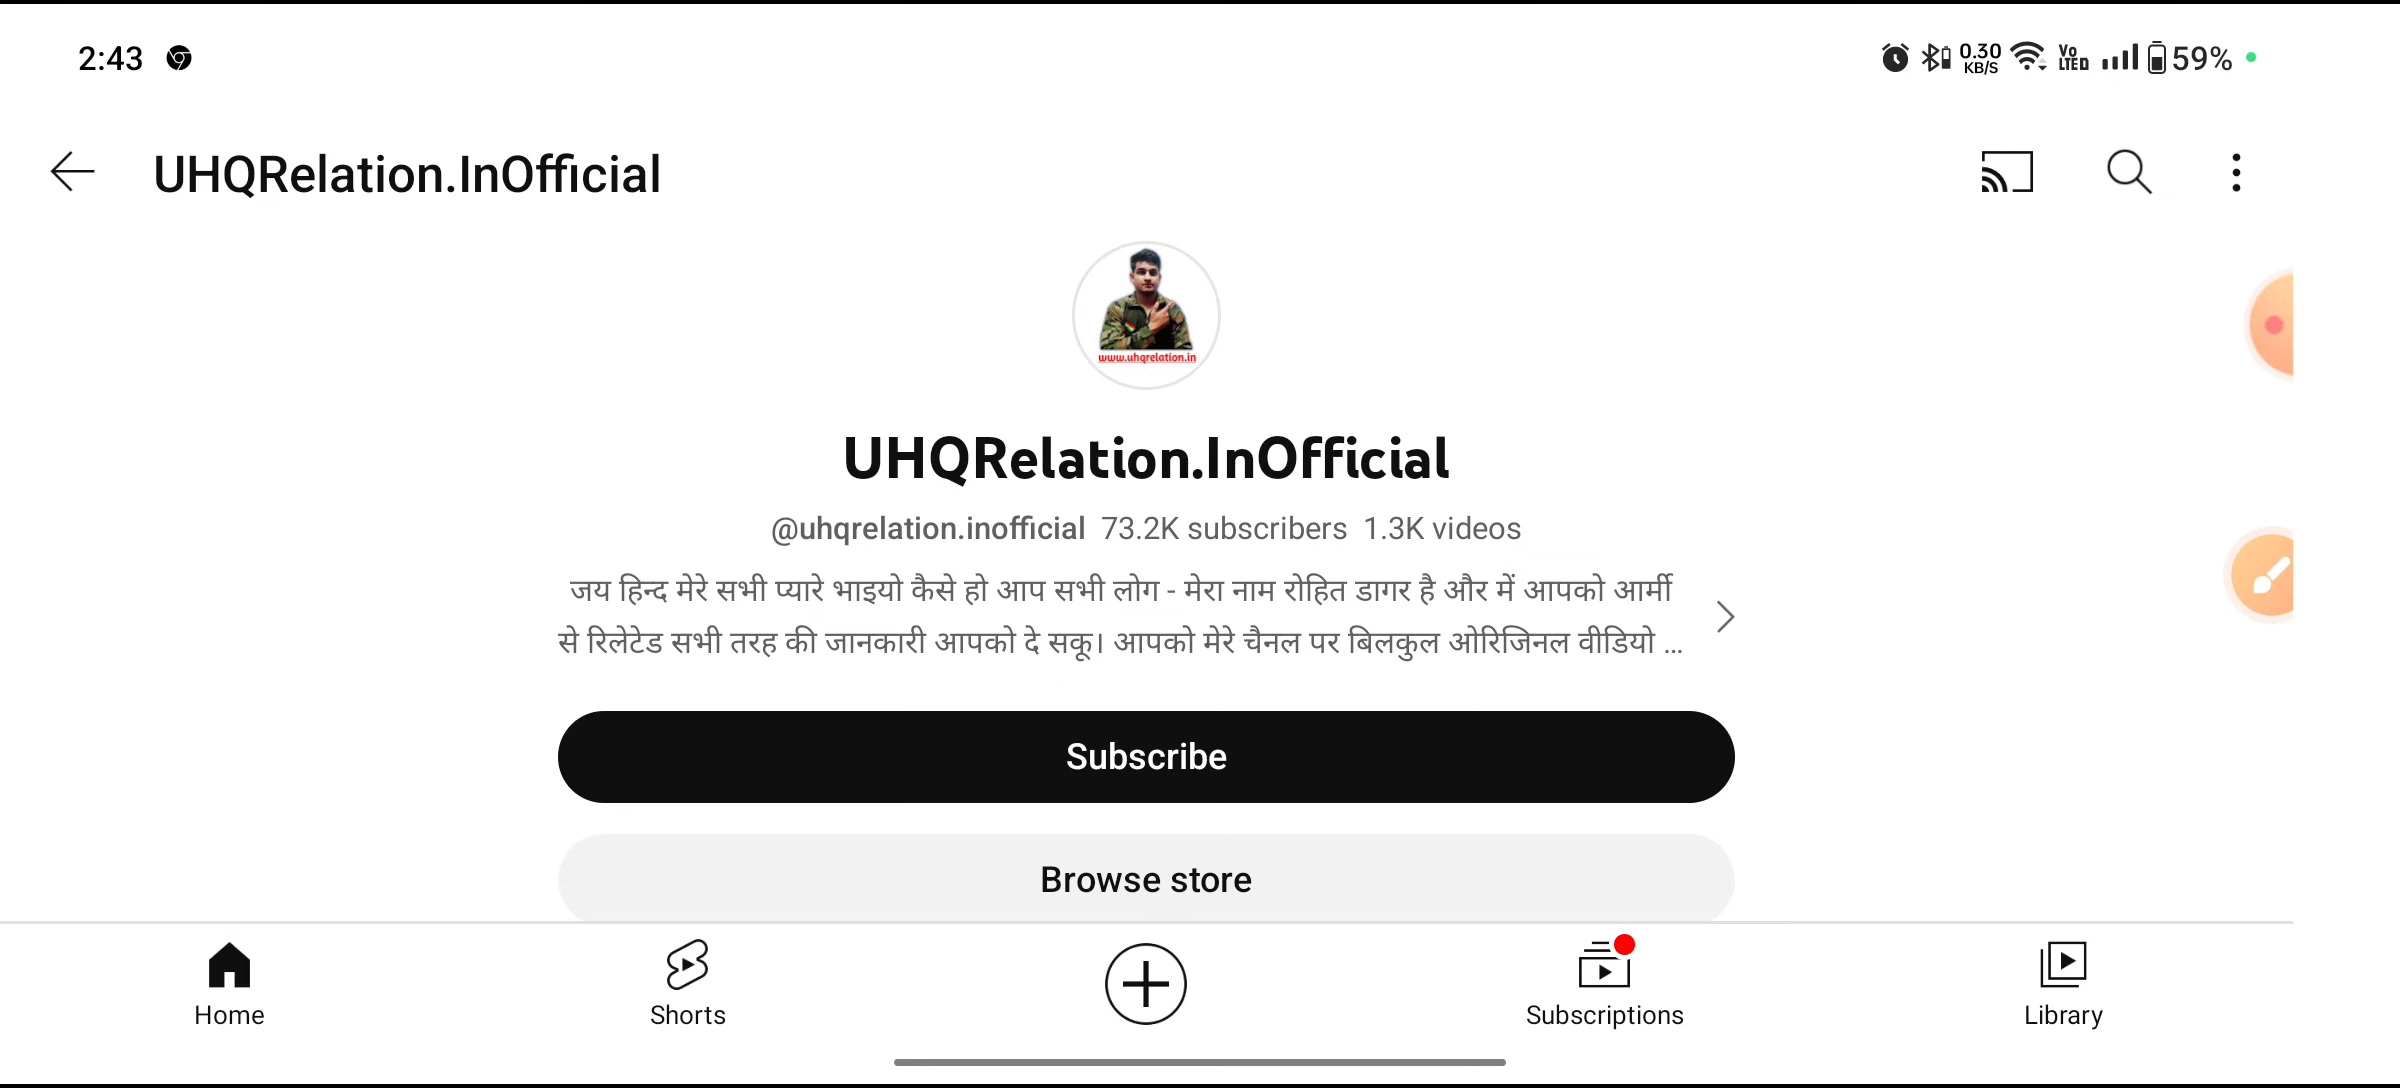 2:43
0.30
KB/S
Vo
LTE
59%
UHQRelation.InOfficial
www.uhqrelation.in
UHQRelation.InOfficial
@uhqrelation.inofficial 73.2K subscribers 1.3K videos
जय हिन्द मेरे सभी प्यारे भाइयो कैसे हो आप सभी लोग - मेरा नाम रोहित डागर है और में आपको आर्मी
से रिलेटेड सभी तरह की जानकारी आपको दे सकू। आपको मेरे चैनल पर बिलकुल ओरिजिनल वीडियो ...
Subscribe
Browse store
Home
Shorts
Subscriptions
Library